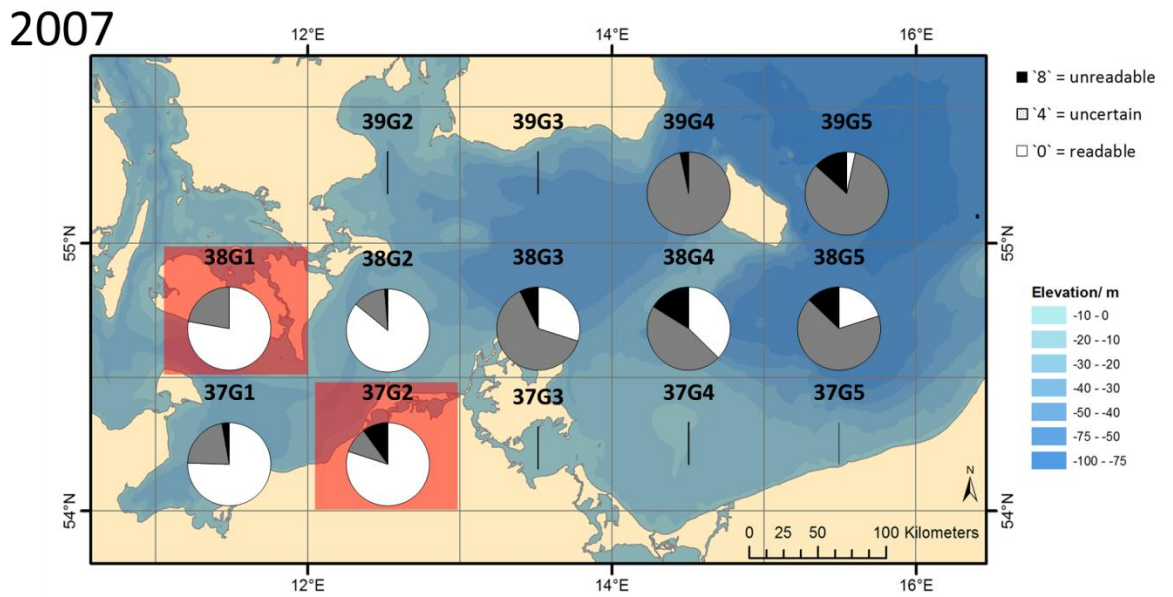 2007
12°E 14°E 16°E
`8` = unreadable
`4` = uncertain
`0` = readable
39G2 39G3 39G4 39G5
55°N 55°N
38G1 38G2 38G3 38G4 38G5
Elevation/ m
-10 - 0
-20 - -10
-30 - -20
-40 - -30
-50 - -40
-75 - -50
-100 - -75
37G1 37G2 37G3 37G4 37G5
N
54°N 54°N
0 25 50 100 Kilometers
12°E 14°E 16°E